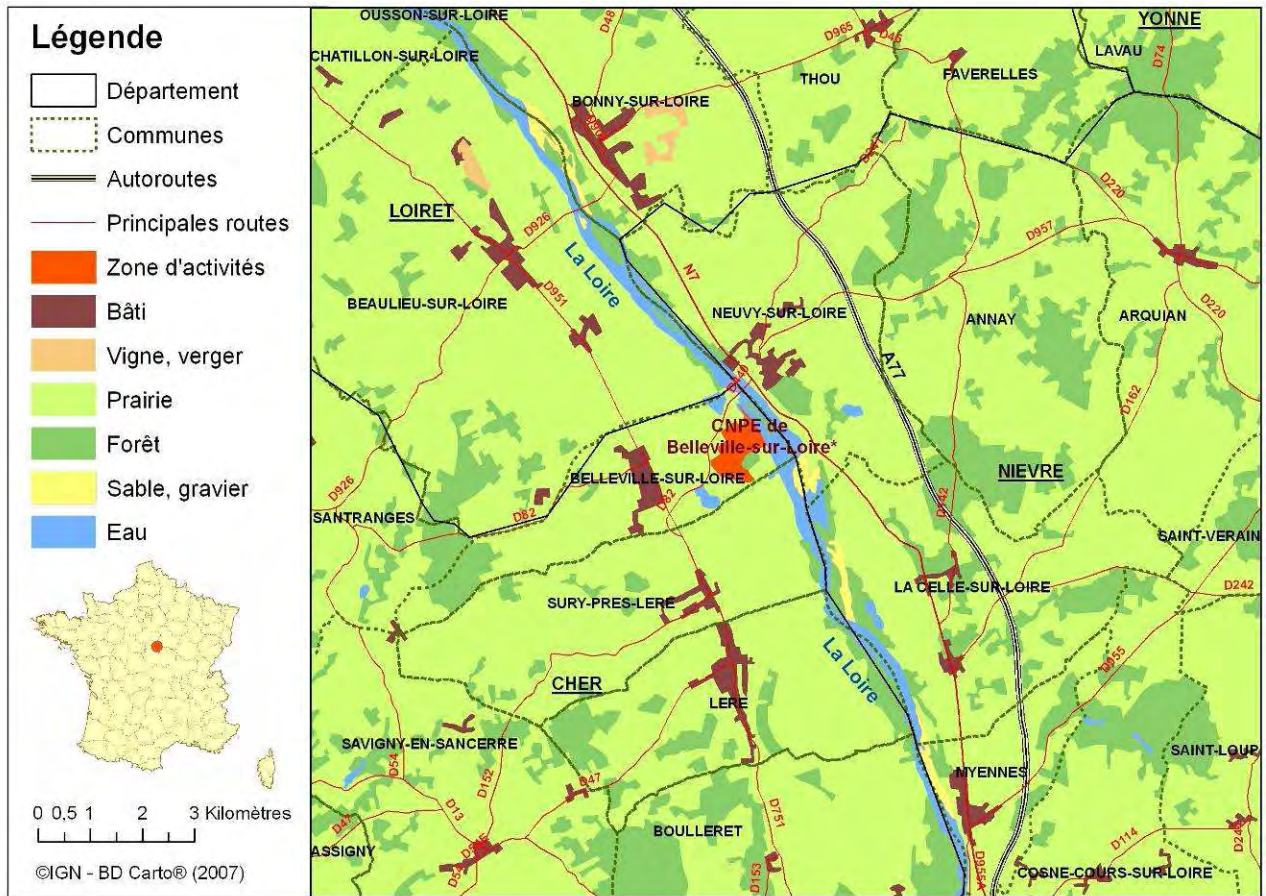 Légende
Département
Communes
Autoroutes
Principales routes
Zone d'activités
Bâti
Vigne, verger
Prairie
Forêt
Sable, gravier
Eau
0 0,5 1 2 3 Kilomètres
©IGN - BD Carto® (2007)
OUSSON-SUR-LOIRE
CHATILLON-SUR-LOIRE
D48
D965
D46
YONNE
LAVAU
D74
THOU
FAVERELLES
BONNY-SUR-LOIRE
LOIRET
D926
D220
D957
La Loire
N7
BEAULIEU-SUR-LOIRE
D951
NEUVY-SUR-LOIRE
ANNAY
ARQUIAN
D220
A77
D162
CNPE de
Belleville-sur-Loire*
NIEVRE
BELLEVILLE-SUR-LOIRE
D926
D82
D82
SANTRANGES
SAINT-VERAIN
LA CELLE-SUR-LOIRE
D242
SURY-PRES-LERE
La Loire
D955
CHER
LERE
SAVIGNY-EN-SANCERRE
SAINT-LOUP
D54
D152
D47
MYENNES
D13
D751
BOULLERET
D114
ASSIGNY
D153
D955A
COSNE-COURS-SUR-LOIRE